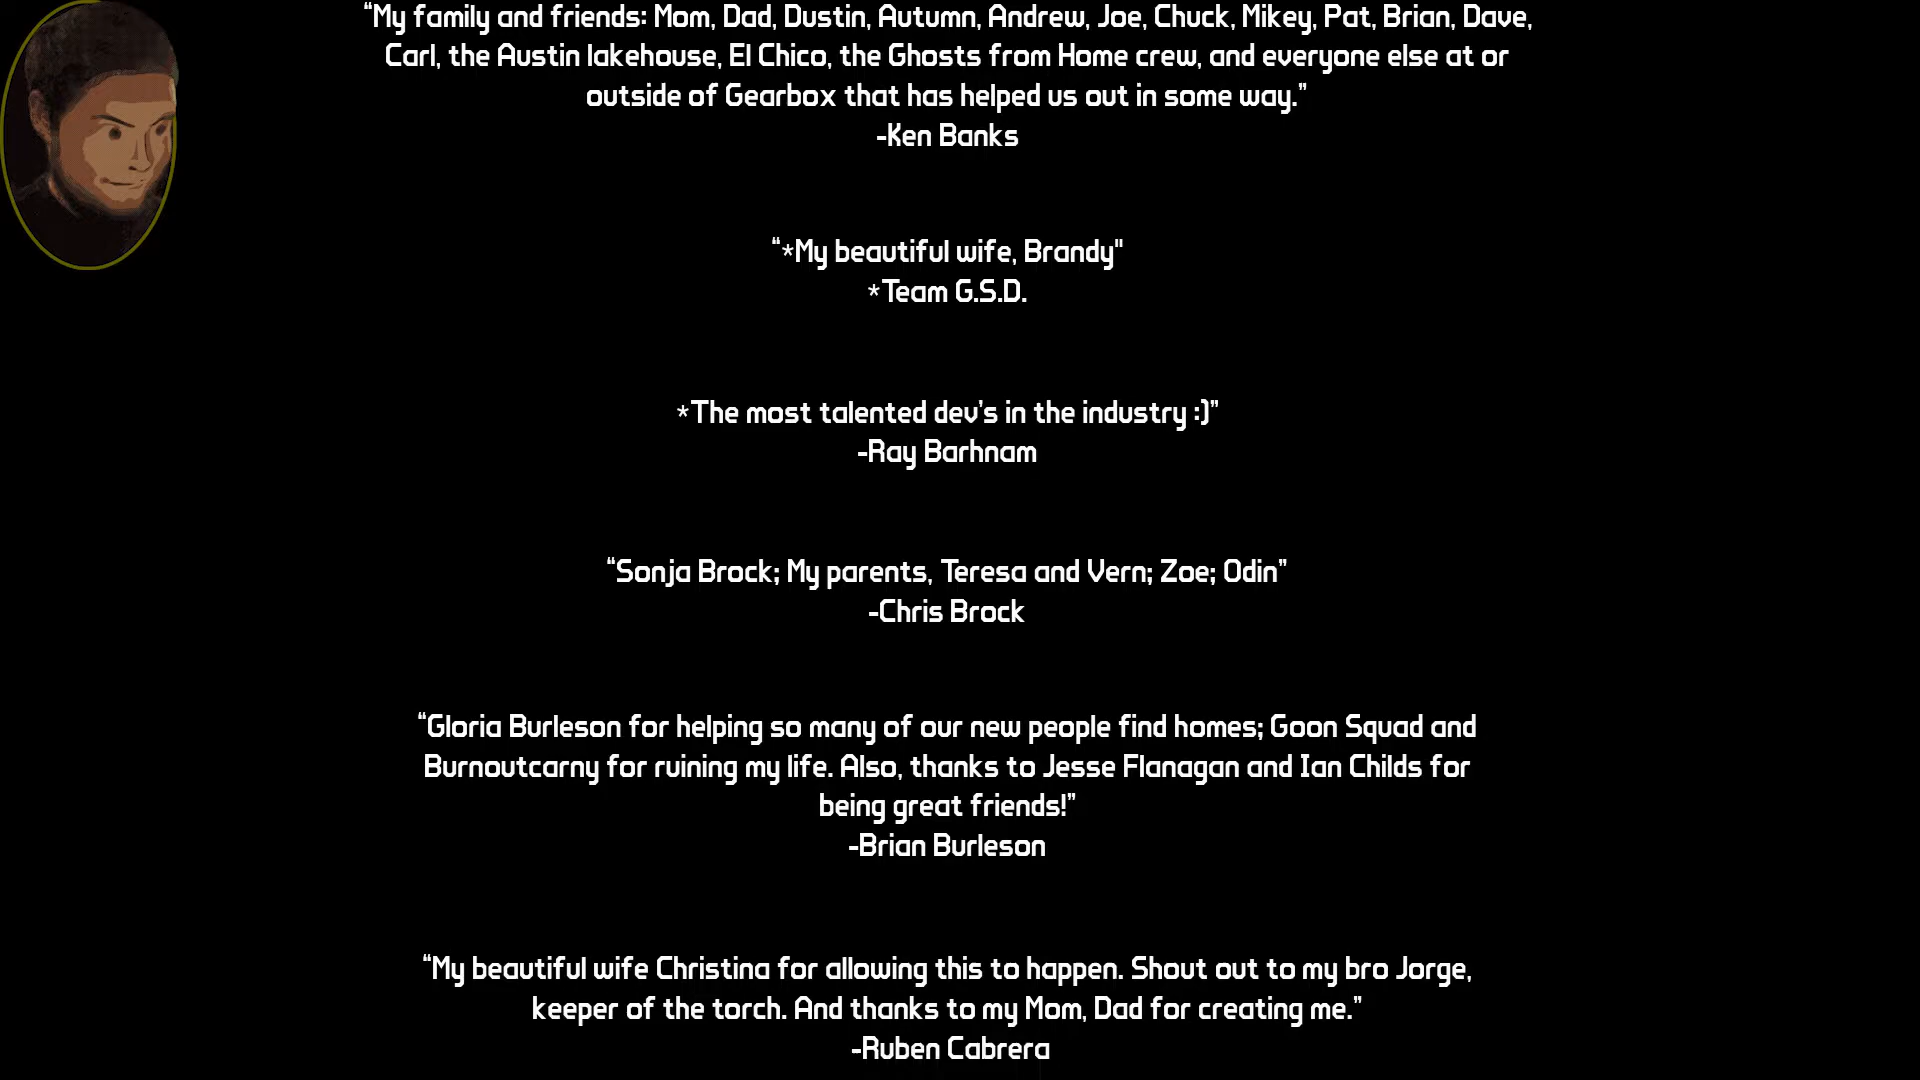 “My family and friends: Mom, Dad, Dustin, Autumn, Andrew, Joe, Chuck, Mikey, Pat, Brian, Dave,
Carl, the Austin lakehouse, El Chico, the Ghosts from Home crew, and everyone else at or
outside of Gearbox that has helped us out in some way.”
-Ken Banks
“*My beautiful wife, Brandy"
*Team G.S.D.
*The most talented dev’s in the industry :)”
-Ray Barhnam
“Sonja Brock; My parents, Teresa and Vern; Zoe; Odin”
-Chris Brock
“Gloria Burleson for helping so many of our new people find homes; Goon Squad and
Burnoutcarny for ruining my life. Also, thanks to Jesse Flanagan and Ian Childs for
being great friends!”
-Brian Burleson
“My beautiful wife Christina for allowing this to happen. Shout out to my bro Jorge,
keeper of the torch. And thanks to my Mom, Dad for creating me.”
-Ruben Cabrera